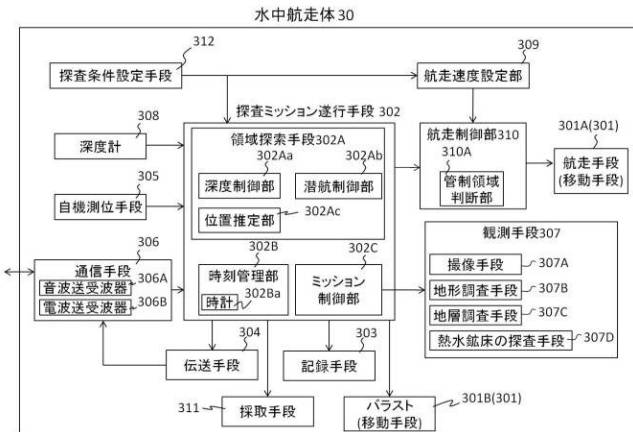 水中航走体30
312
探査条件設定手段
309
航走速度設定部
探査ミッション遂行手段 302
308
深度計
領域探索手段302A
302Aa
302Ab
深度制御部
潜航制御部
302Ac
位置推定部
航走制御部310
310A
管制領域
判断部
301A(301)
航走手段
(移動手段)
305
自機測位手段
306
通信手段
音波送受波器
306A
電波送受波器
306B
302B
時刻管理部
時計
302Ba
302C
ミッション
制御部
観測手段307
撮像手段
307A
地形調査手段
307B
地層調査手段
307C
熱水鉱床の探査手段
307D
304
伝送手段
303
記録手段
311
採取手段
バラスト
(移動手段)
301B(301)